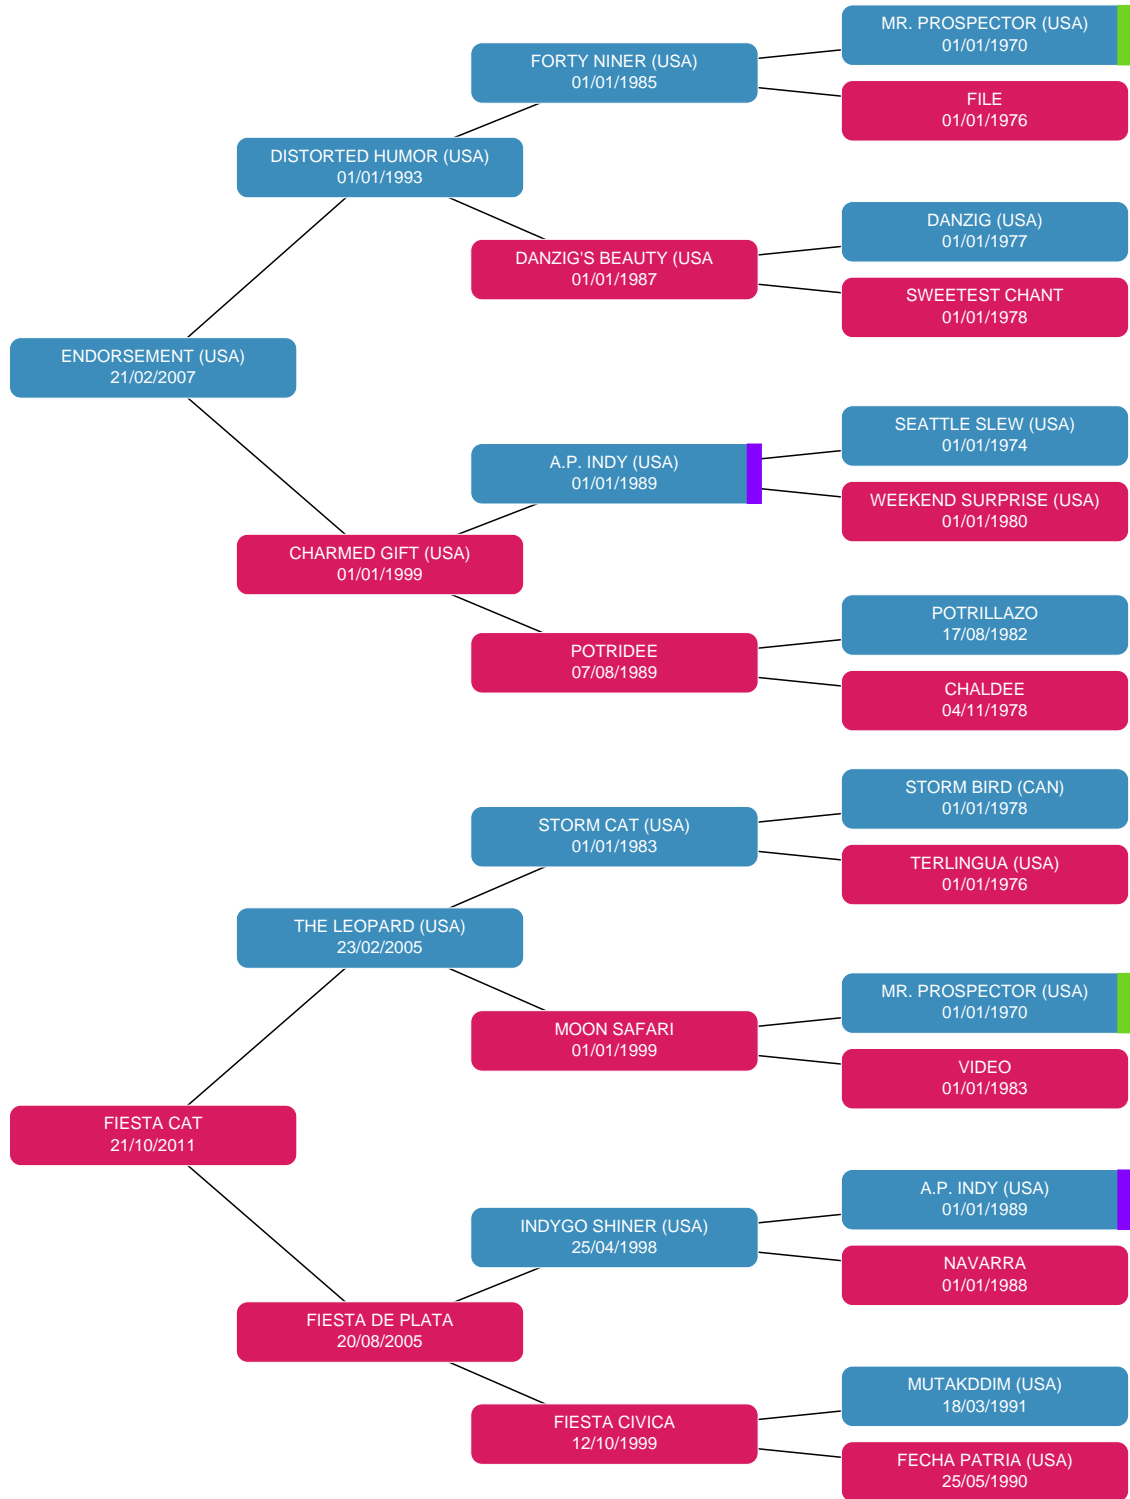 MR. PROSPECTOR (USA)
01/01/1970
FORTY NINER (USA)
01/01/1985
FILE
01/01/1976
DISTORTED HUMOR (USA)
01/01/1993
DANZIG (USA)
01/01/1977
DANZIG'S BEAUTY (USA
01/01/1987
SWEETEST CHANT
01/01/1978
ENDORSEMENT (USA)
21/02/2007
SEATTLE SLEW (USA)
01/01/1974
A.P. INDY (USA)
01/01/1989
WEEKEND SURPRISE (USA)
01/01/1980
CHARMED GIFT (USA)
01/01/1999
POTRILLAZO
17/08/1982
POTRIDEE
07/08/1989
CHALDEE
04/11/1978
STORM BIRD (CAN)
01/01/1978
STORM CAT (USA)
01/01/1983
TERLINGUA (USA)
01/01/1976
THE LEOPARD (USA)
23/02/2005
MR. PROSPECTOR (USA)
01/01/1970
MOON SAFARI
01/01/1999
VIDEO
01/01/1983
FIESTA CAT
21/10/2011
A.P. INDY (USA)
01/01/1989
INDYGO SHINER (USA)
25/04/1998
NAVARRA
01/01/1988
FIESTA DE PLATA
20/08/2005
MUTAKDDIM (USA)
18/03/1991
FIESTA CIVICA
12/10/1999
FECHA PATRIA (USA)
25/05/1990